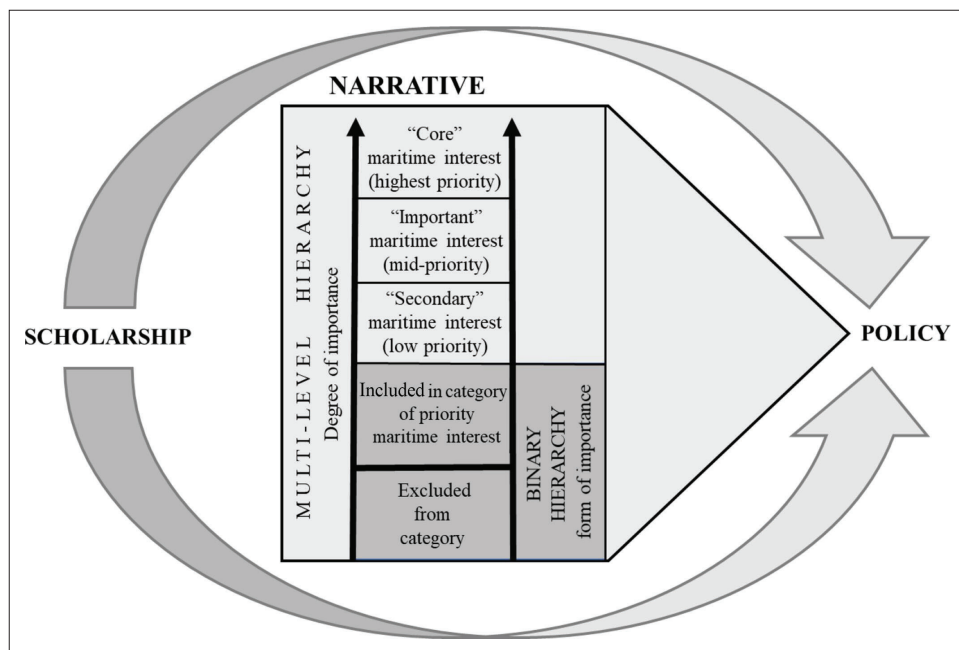 NARRATIVE
MULTI-LEVEL HIERARCHY
Degree of importance
“Core”
maritime interest
(highest priority)
“Important”
maritime interest
(mid-priority)
“Secondary”
maritime interest
(low priority)
Included in category
of priority
maritime interest
Excluded
from
category
BINARY
HIERARCHY
form of importance
SCHOLARSHIP
POLICY